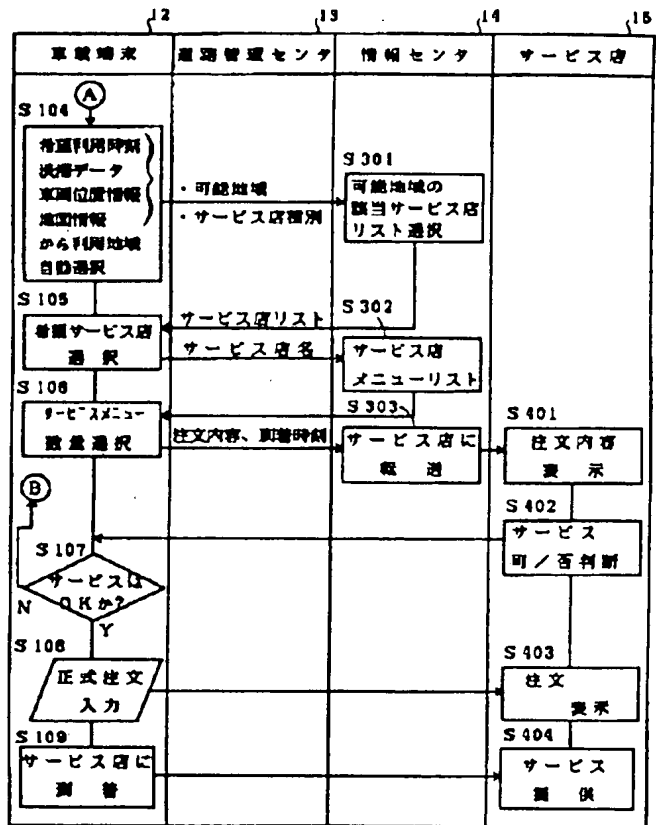 12 13 14 15
車載端末 道路管理センタ 情報センタ サービス店
A
S104
希望利用時刻
渋滞データ
車両位置情報
地図情報
から利用地域
自動選択
・可能地域
・サービス店種別
S301
可能地域の
該当サービス店
リスト選択
S105
サービス店リスト
希望サービス店
選択
サービス店名
S302
サービス店
メニューリスト
S106
サービスメニュー
数量選択
注文内容、到着時刻
S303
サービス店に
転送
S401
注文内容
表示
B
S402
サービス
可/否判断
S107
サービスは
OKか?
N
Y
S108
正式注文
入力
S403
注文
表示
S109
サービス店に
到着
S404
サービス
提供